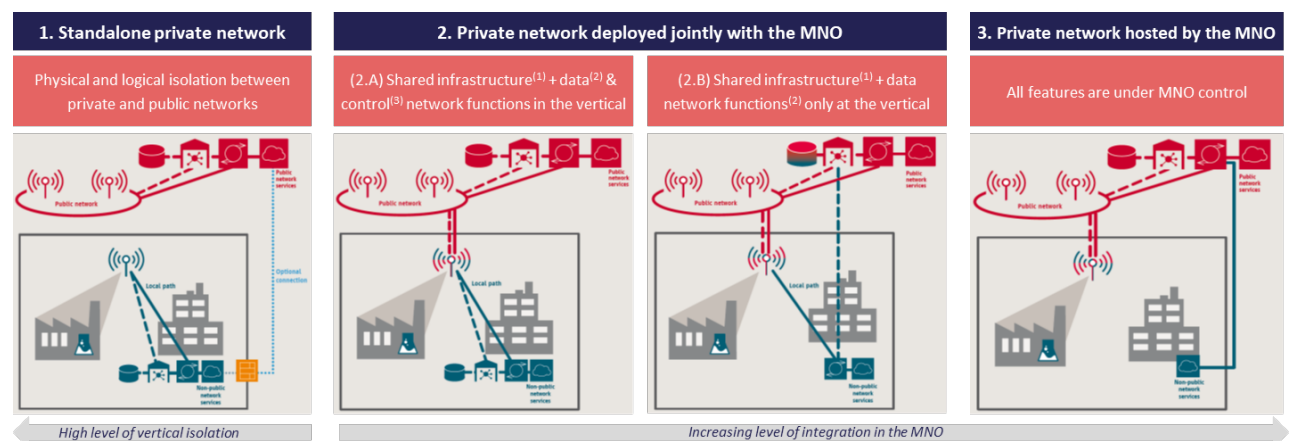 1. Standalone private network
2. Private network deployed jointly with the MNO
3. Private network hosted by the MNO
Physical and logical isolation between
private and public networks
(2.A) Shared infrastructure(1) + data(2) &
control(3) network functions in the vertical
(2.B) Shared infrastructure(1) + data
network functions(2) only at the vertical
All features are under MNO control
Public
network
services
Public network
Optional
connection
Local path
Non-public
network
services
Public
network
services
Public network
Local path
Non-public
network
services
Public
network
services
Public network
Local path
Non-public
network
services
Public
network
services
Public network
Non-public
network
services
High level of vertical isolation
Increasing level of integration in the MNO